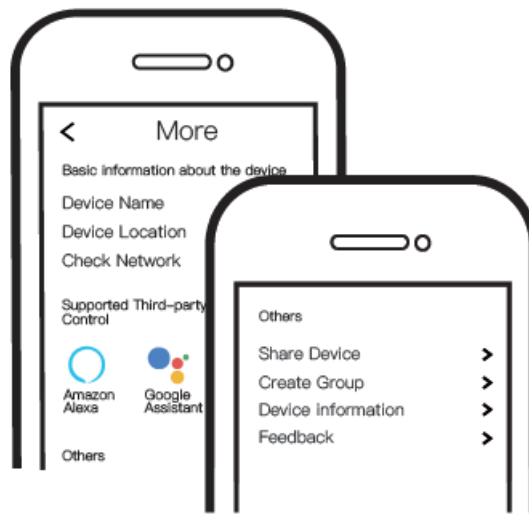 More
Basic information about the device
Device Name
Device Location
Check Network
Supported Third-party
Control
Amazon
Alexa
Google
Assistant
Others
Others
Share Device
Create Group
Device information
Feedback